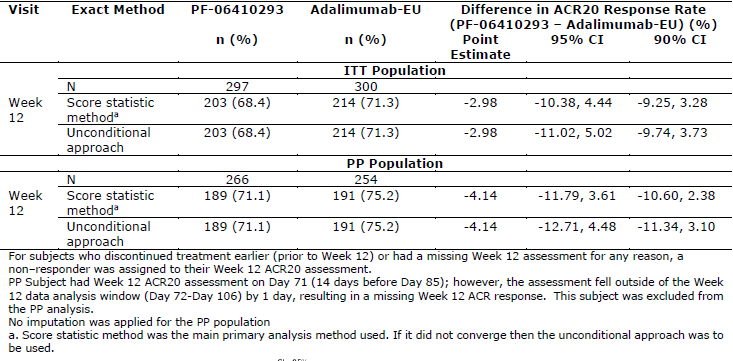 Visit Exact Method PF-06410293 Adalimumab-EU Difference in ACR20 Response Rate
(PF-06410293 – Adalimumab-EU) (%)
n (%) n (%) Point 95% CI 90% CI
Estimate
ITT Population
N 297 300
Week Score statistic 203 (68.4) 214 (71.3) -2.98 -10.38, 4.44 -9.25, 3.28
12 methodᵃ
Unconditional 203 (68.4) 214 (71.3) -2.98 -11.02, 5.02 -9.74, 3.73
approach
PP Population
N 266 254
Week Score statistic 189 (71.1) 191 (75.2) -4.14 -11.79, 3.61 -10.60, 2.38
12 methodᵃ
Unconditional 189 (71.1) 191 (75.2) -4.14 -12.71, 4.48 -11.34, 3.10
approach
For subjects who discontinued treatment earlier (prior to Week 12) or had a missing Week 12 assessment for any reason, a
non−responder was assigned to their Week 12 ACR20 assessment.
PP Subject had Week 12 ACR20 assessment on Day 71 (14 days before Day 85); however, the assessment fell outside of the Week
12 data analysis window (Day 72-Day 106) by 1 day, resulting in a missing Week 12 ACR response. This subject was excluded from
the PP analysis.
No imputation was applied for the PP population
a. Score statistic method was the main primary analysis method used. If it did not converge then the unconditional approach was to
be used.